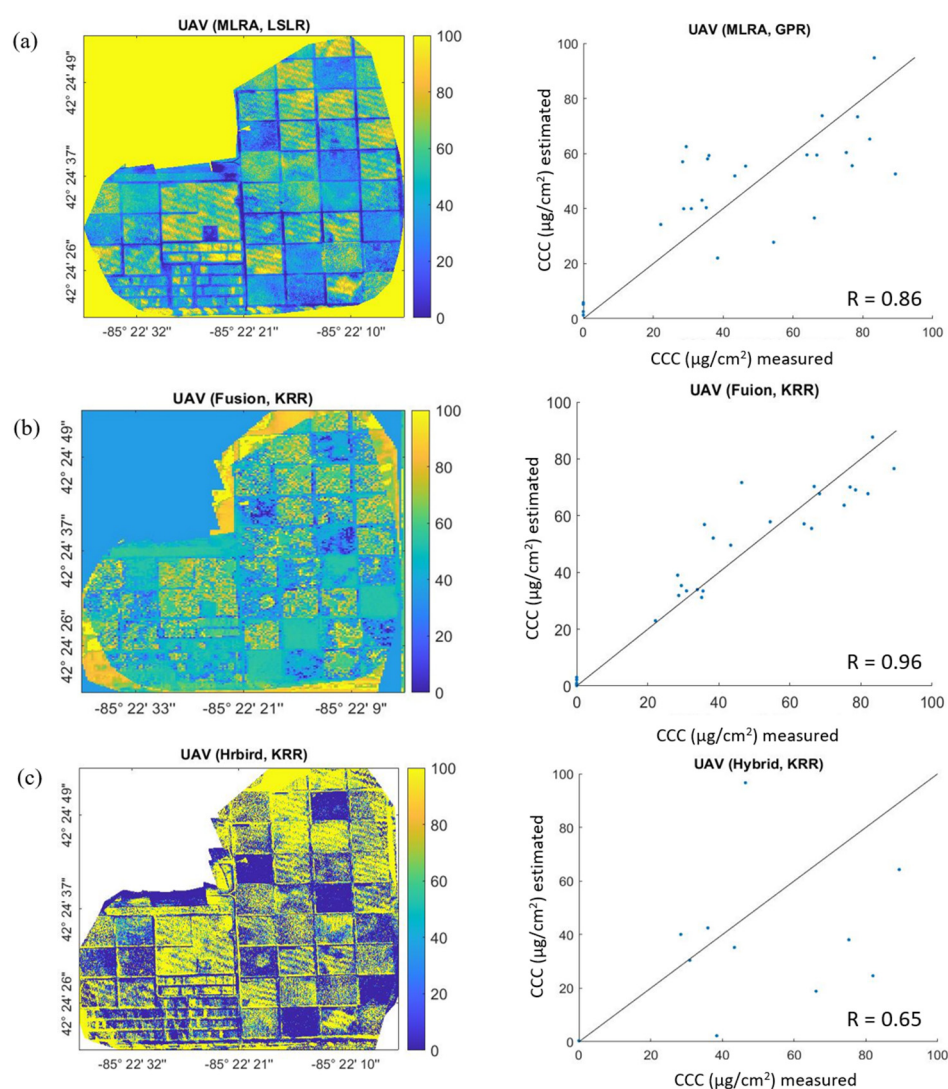 (a)
UAV (MLRA, LSLR)
42° 24' 49"
42° 24' 37"
42° 24' 26"
-85° 22' 32" -85° 22' 21" -85° 22' 10"
100
80
60
40
20
0
UAV (MLRA, GPR)
CCC (µg/cm²) estimated
100
80
60
40
20
0
R = 0.86
0 20 40 60 80 100
CCC (µg/cm²) measured
(b)
UAV (Fusion, KRR)
42° 24' 49"
42° 24' 37"
42° 24' 26"
-85° 22' 33" -85° 22' 21" -85° 22' 9"
100
80
60
40
20
0
UAV (Fuion, KRR)
CCC (µg/cm²) estimated
100
80
60
40
20
0
R = 0.96
0 20 40 60 80 100
CCC (µg/cm²) measured
(c)
UAV (Hrbird, KRR)
42° 24' 49"
42° 24' 37"
42° 24' 26"
-85° 22' 32" -85° 22' 21" -85° 22' 10"
100
80
60
40
20
0
UAV (Hybrid, KRR)
CCC (µg/cm²) estimated
100
80
60
40
20
0
R = 0.65
0 20 40 60 80 100
CCC (µg/cm²) measured